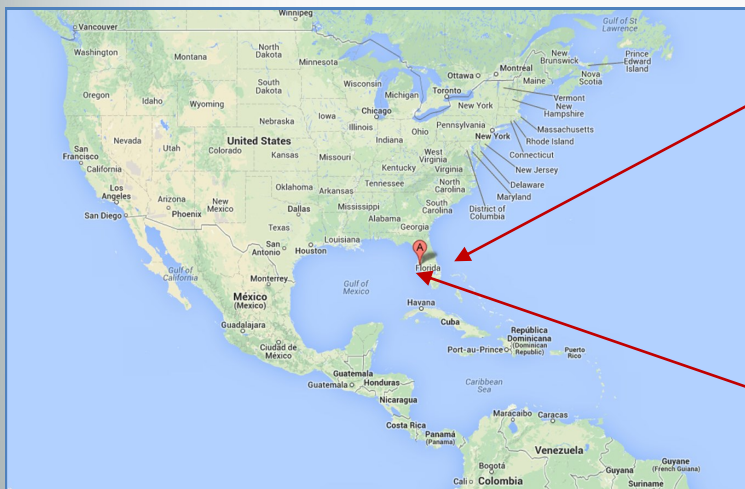 Winnipeg
Vancouver
Gulf of St
Lawrence
Washington
Montana
North
Dakota
Minnesota
Ottawa
Montréal
New
Brunswick
Prince
Edward
Island
Nova
Scotia
Maine
Oregon
Idaho
Wyoming
South
Dakota
Wisconsin
Michigan
Toronto
New York
Vermont
New
Hampshire
Nebraska
Iowa
Chicago
Illinois
Indiana
Ohio
Pennsylvania
New York
Massachusetts
Rhode Island
Connecticut
San
Francisco
Nevada
Utah
Colorado
United States
Kansas
Missouri
West
Virginia
Kentucky
Virginia
New Jersey
Delaware
Maryland
California
Los
Angeles
Arizona
Phoenix
New
Mexico
Oklahoma
Arkansas
Tennessee
North
Carolina
District of
Columbia
San Diego
Dallas
Mississippi
South
Carolina
Alabama
Georgia
Texas
San
Antonio
Houston
Louisiana
A
Florida
Gulf of
California
Monterrey
Gulf of
Mexico
México
(Mexico)
Havana
Cuba
Guadalajara
Ciudad de
México
República
Dominicana
(Dominican
Republic)
Port-au-Prince
Puerto
Rico
Guatemala
Guatemala
Honduras
Caribbean
Sea
Nicaragua
Costa Rica
Panamá
(Panama)
Maracaibo
Caracas
Venezuela
Bogotá
Guyana
Guyane
(French Guiana)
Cali
Colombia
Suriname